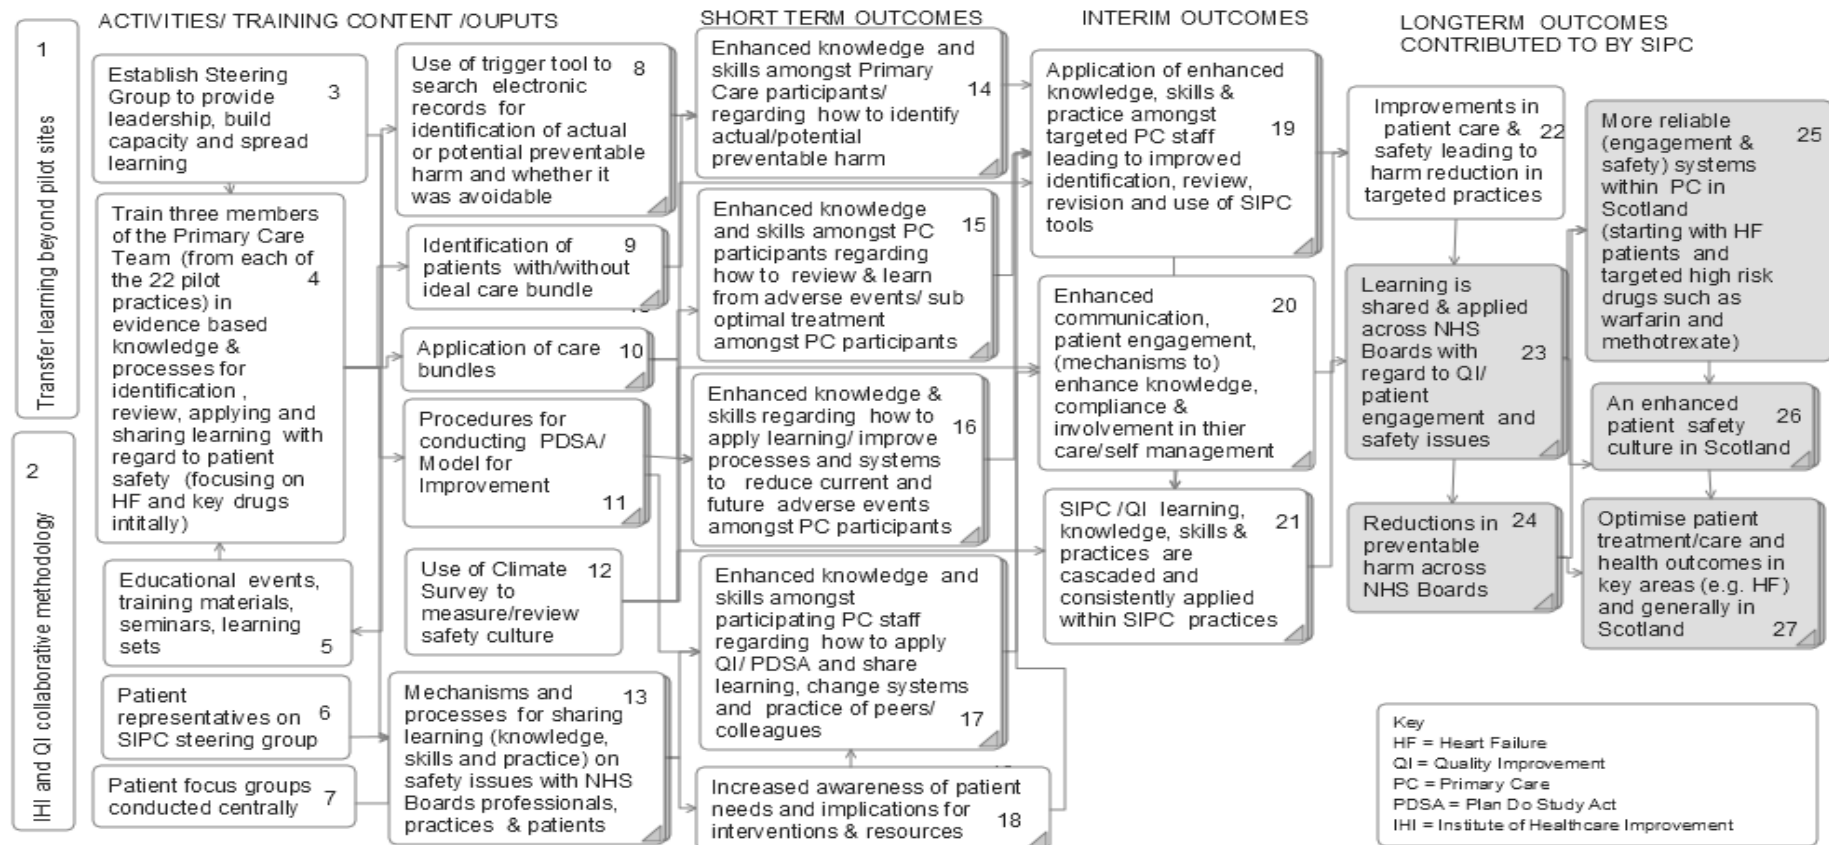 ACTIVITIES/ TRAINING CONTENT /OUPUTS
SHORT TERM OUTCOMES
INTERIM OUTCOMES
LONGTERM OUTCOMES
CONTRIBUTED TO BY SIPC
1
Transfer learning beyond pilot sites
2
IHI and QI collaborative methodology
Establish Steering
Group to provide
leadership, build
capacity and spread
learning
3
Train three members
of the Primary Care
Team (from each of
the 22 pilot
practices) in
evidence based
knowledge &
processes for
identification ,
review, applying and
sharing learning with
regard to patient
safety (focusing on
HF and key drugs
intitally)
4
Educational events,
training materials,
seminars, learning
sets
5
Patient
representatives on
SIPC steering group
6
Patient focus groups
conducted centrally
7
Use of trigger tool to
search electronic
records for
identification of actual
or potential preventable
harm and whether it
was avoidable
8
Identification of
patients with/without
ideal care bundle
9
Application of care
bundles
10
Procedures for
conducting PDSA/
Model for
Improvement
11
Use of Climate
Survey to
measure/review
safety culture
12
Mechanisms and
processes for sharing
learning (knowledge,
skills and practice) on
safety issues with NHS
Boards professionals,
practices & patients
13
Enhanced knowledge and
skills amongst Primary
Care participants/
regarding how to identify
actual/potential
preventable harm
14
Enhanced knowledge
and skills amongst PC
participants regarding
how to review & learn
from adverse events/ sub
optimal treatment
amongst PC participants
15
Enhanced knowledge &
skills regarding how to
apply learning/ improve
processes and systems
to reduce current and
future adverse events
amongst PC participants
16
Enhanced knowledge and
skills amongst
participating PC staff
regarding how to apply
QI/ PDSA and share
learning, change systems
and practice of peers/
colleagues
17
Increased awareness of patient
needs and implications for
interventions & resources
18
Application of enhanced
knowledge, skills &
practice amongst
targeted PC staff
leading to improved
identification, review,
revision and use of SIPC
tools
19
Enhanced
communication,
patient engagement,
(mechanisms to)
enhance knowledge,
compliance &
involvement in thier
care/self management
20
SIPC /QI learning,
knowledge, skills &
practices are
cascaded and
consistently applied
within SIPC practices
21
Improvements in
patient care &
safety leading to
harm reduction in
targeted practices
22
Learning is
shared & applied
across NHS
Boards with
regard to QI/
patient
engagement and
safety issues
23
Reductions in
preventable
harm across
NHS Boards
24
More reliable
(engagement &
safety) systems
within PC in
Scotland
(starting with HF
patients and
targeted high risk
drugs such as
warfarin and
methotrexate)
25
An enhanced
patient safety
culture in Scotland
26
Optimise patient
treatment/care and
health outcomes in
key areas (e.g. HF)
and generally in
Scotland
27
Key
HF = Heart Failure
QI = Quality Improvement
PC = Primary Care
PDSA = Plan Do Study Act
IHI = Institute of Healthcare Improvement